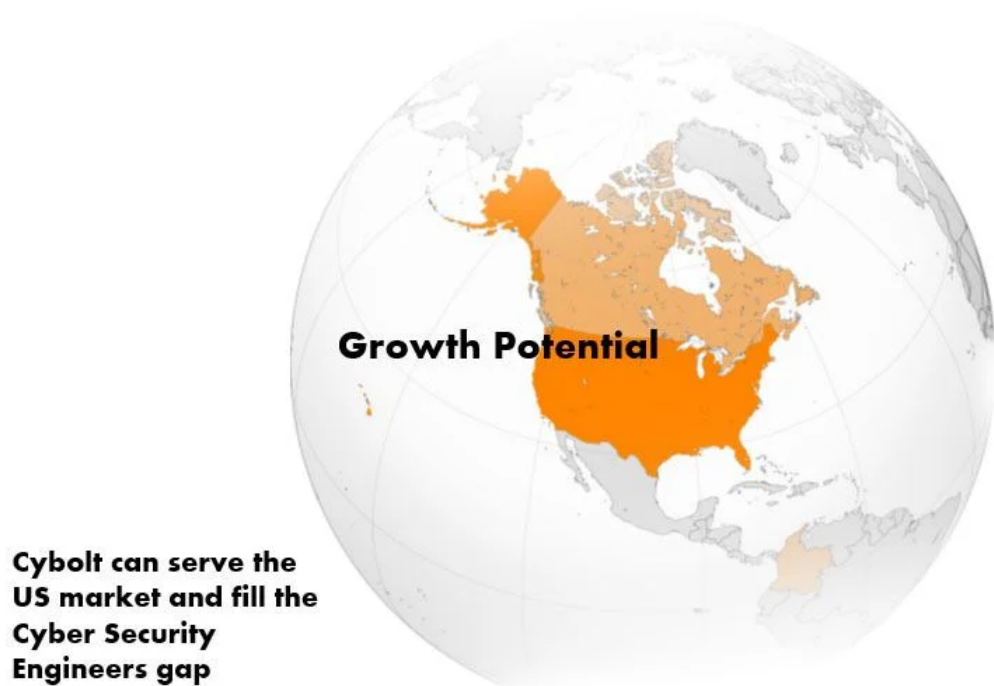 Growth Potential
Cybolt can serve the
US market and fill the
Cyber Security
Engineers gap